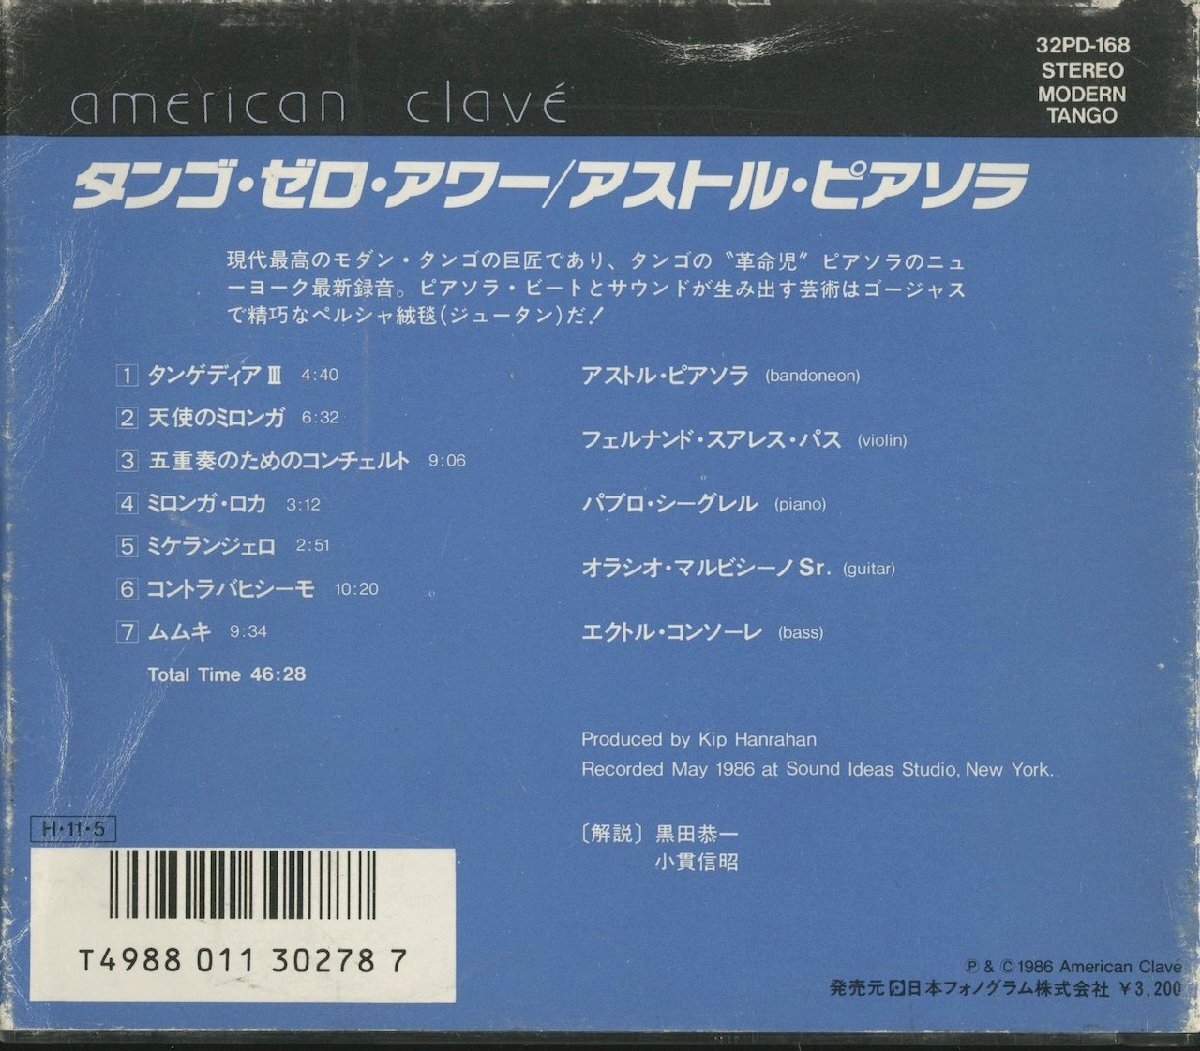 american clavé
32PD-168
STEREO
MODERN
TANGO
タンゴ・ゼロ・アワー/アストル・ピアソラ
現代最高のモダン・タンゴの巨匠であり、タンゴの〝革命児〟ピアソラのニュ
ーヨーク最新録音。ピアソラ・ビートとサウンドが生み出す芸術はゴージャス
で精巧なペルシャ絨毯(ジュータン)だ!
1 タンゲディアⅢ 4:40
2 天使のミロンガ 6:32
3 五重奏のためのコンチェルト 9:06
4 ミロンガ・ロカ 3:12
5 ミケランジェロ 2:51
6 コントラバヒシーモ 10:20
7 ムムキ 9:34
Total Time 46:28
アストル・ピアソラ (bandoneon)
フェルナンド・スアレス・パス (violin)
パブロ・シーグレル (piano)
オラシオ・マルビシーノSr. (guitar)
エクトル・コンソーレ (bass)
Produced by Kip Hanrahan
Recorded May 1986 at Sound Ideas Studio, New York.
〔解説〕黒田恭一
小貫信昭
H・11・5
T4988 011 30278 7
Ⓟ & Ⓒ 1986 American Clavé
発売元 日本フォノグラム株式会社 ¥3,200